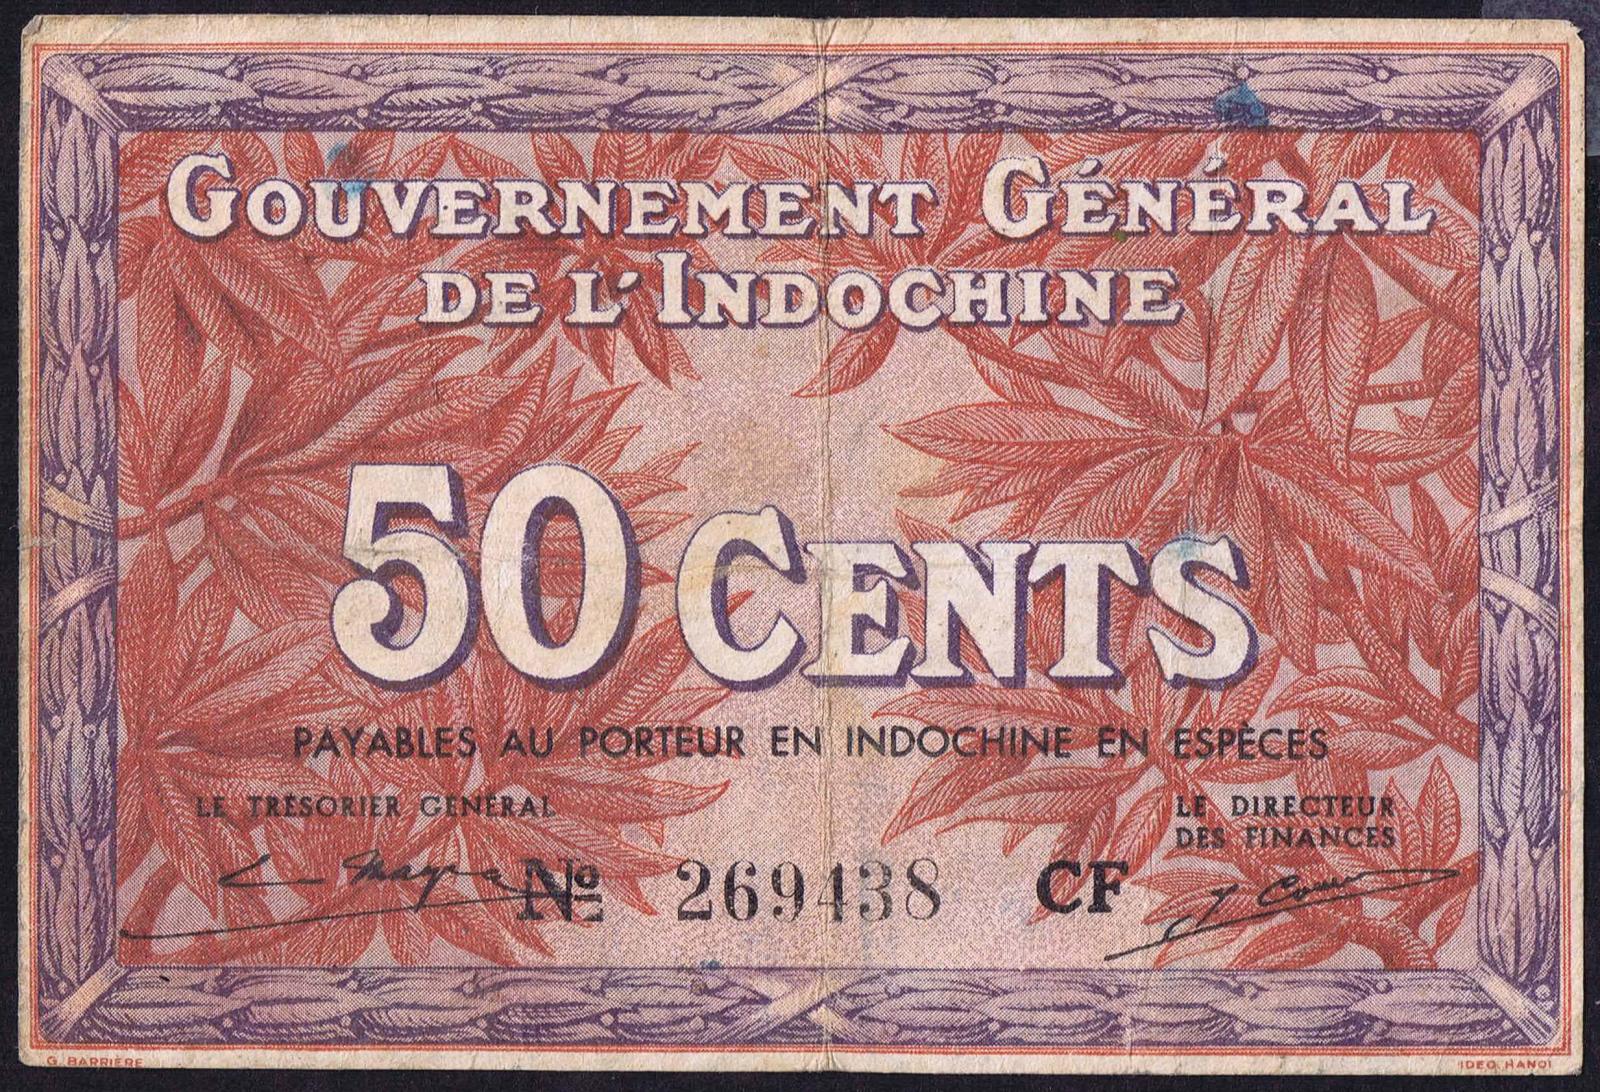 GOUVERNEMENT GÉNÉRAL
DE L'INDOCHINE
50 CENTS
PAYABLES AU PORTEUR EN INDOCHINE EN ESPÈCES
LE TRÉSORIER GÉNÉRAL
LE DIRECTEUR
DES FINANCES
No 269438 CF
G. BARRIÈRE
IDEO. HANOI